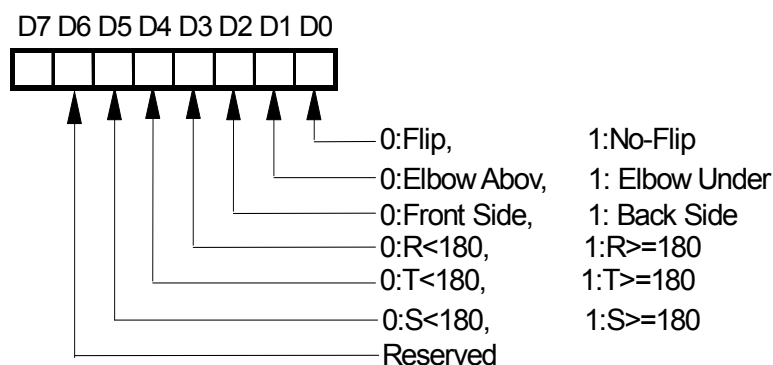 D7 D6 D5 D4 D3 D2 D1 D0
0:Flip, 1:No-Flip
0:Elbow Abov, 1: Elbow Under
0:Front Side, 1: Back Side
0:R<180, 1:R>=180
0:T<180, 1:T>=180
0:S<180, 1:S>=180
Reserved